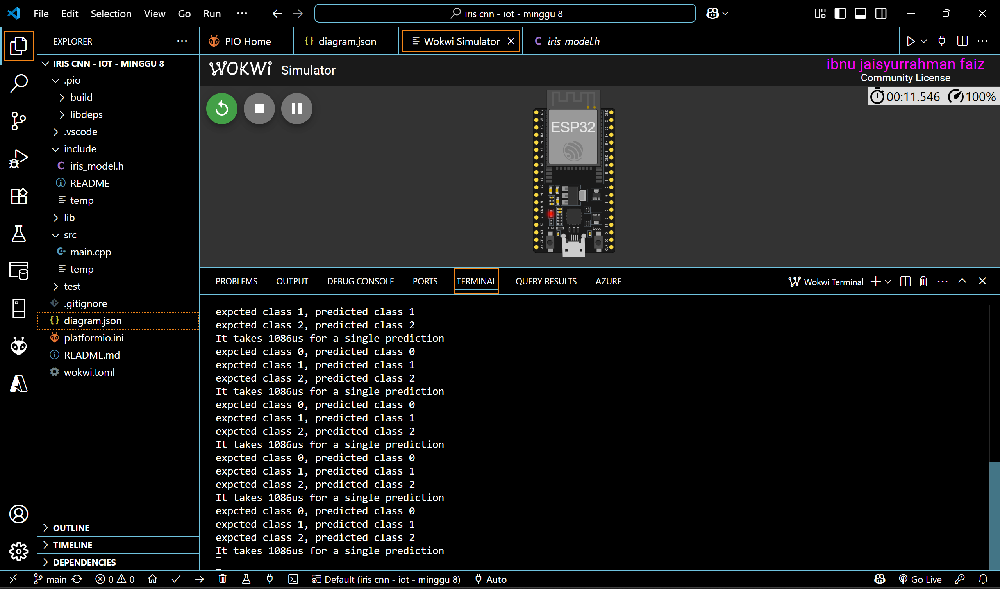 File Edit Selection View Go Run ···
iris cnn - iot - minggu 8
EXPLORER ···
PIO Home
{} diagram.json
Wokwi Simulator
C iris_model.h
IRIS CNN - IOT - MINGGU 8
.pio
build
libdeps
.vscode
include
C iris_model.h
README
temp
lib
src
main.cpp
temp
test
.gitignore
{} diagram.json
platformio.ini
README.md
wokwi.toml
OUTLINE
TIMELINE
DEPENDENCIES
WOKWi Simulator
ibnu jaisyurrahman faiz
Community License
00:11.546 100%
ESP32
EN Boot
PROBLEMS OUTPUT DEBUG CONSOLE PORTS TERMINAL QUERY RESULTS AZURE
Wokwi Terminal
expcted class 1, predicted class 1
expcted class 2, predicted class 2
It takes 1086us for a single prediction
expcted class 0, predicted class 0
expcted class 1, predicted class 1
expcted class 2, predicted class 2
It takes 1086us for a single prediction
expcted class 0, predicted class 0
expcted class 1, predicted class 1
expcted class 2, predicted class 2
It takes 1086us for a single prediction
expcted class 0, predicted class 0
expcted class 1, predicted class 1
expcted class 2, predicted class 2
It takes 1086us for a single prediction
expcted class 0, predicted class 0
expcted class 1, predicted class 1
expcted class 2, predicted class 2
It takes 1086us for a single prediction
main 0 0 Default (iris cnn - iot - minggu 8) Auto Go Live